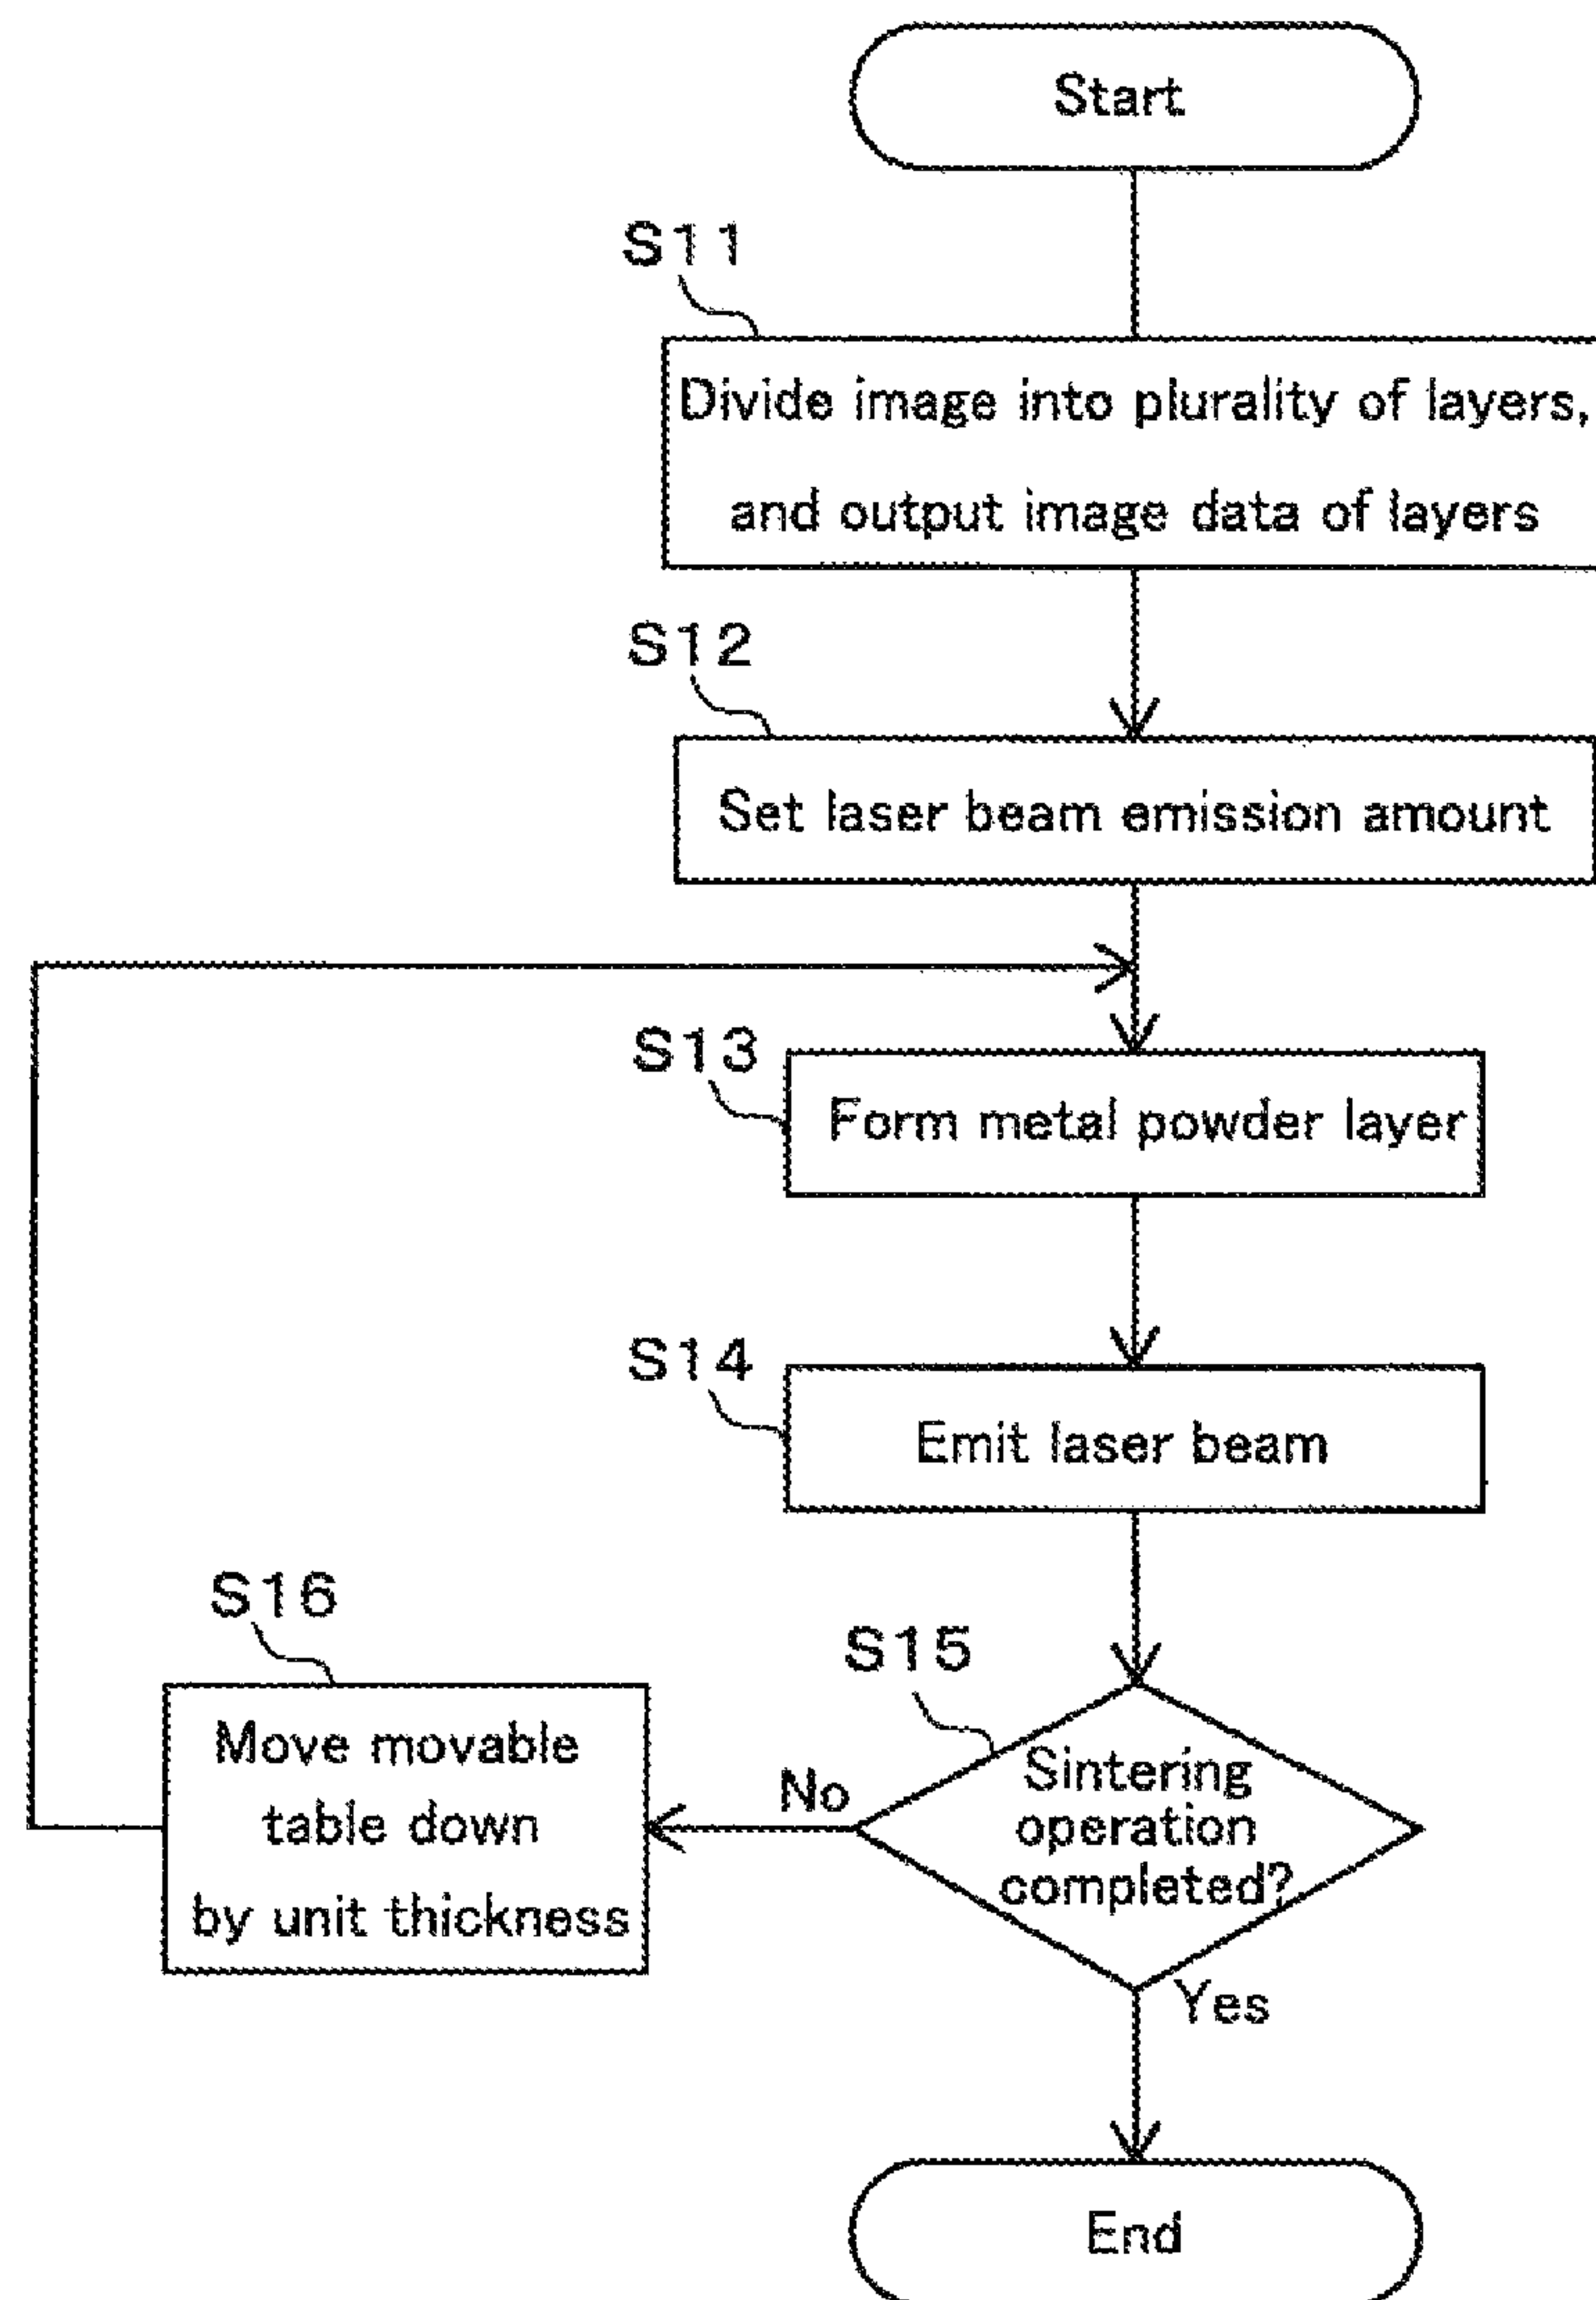 Start
S11
Divide image into plurality of layers,
and output image data of layers
S12
Set laser beam emission amount
S13
Form metal powder layer
S14
Emit laser beam
S15
Sintering
operation
completed?
No
S16
Move movable
table down
by unit thickness
Yes
End